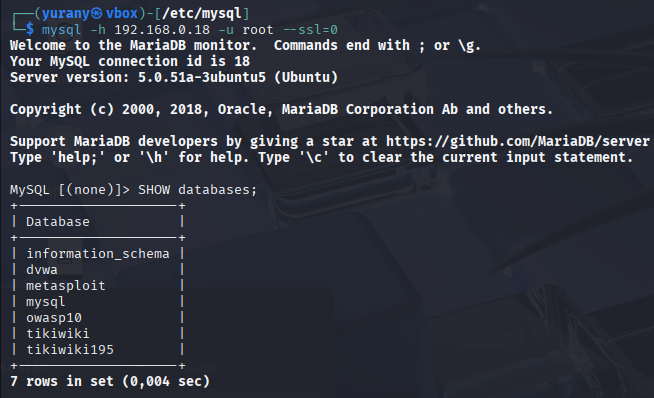 ┌──(yurany㉿vbox)-[/etc/mysql]
└─$ mysql -h 192.168.0.18 -u root --ssl=0
Welcome to the MariaDB monitor.  Commands end with ; or \g.
Your MySQL connection id is 18
Server version: 5.0.51a-3ubuntu5 (Ubuntu)
Copyright (c) 2000, 2018, Oracle, MariaDB Corporation Ab and others.
Support MariaDB developers by giving a star at https://github.com/MariaDB/server
Type 'help;' or '\h' for help. Type '\c' to clear the current input statement.
MySQL [(none)]> SHOW databases;
+--------------------+
| Database           |
+--------------------+
| information_schema |
| dvwa               |
| metasploit         |
| mysql              |
| owasp10            |
| tikiwiki           |
| tikiwiki195        |
+--------------------+
7 rows in set (0,004 sec)